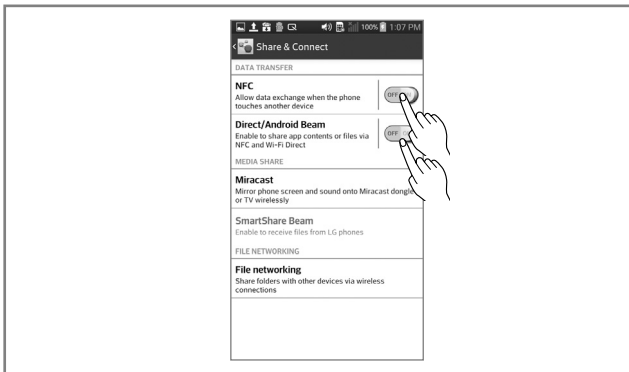 100% 1:07 PM
Share & Connect
DATA TRANSFER
NFC
Allow data exchange when the phone
touches another device
OFF
Direct/Android Beam
Enable to share app contents or files via
NFC and Wi-Fi Direct
OFF
MEDIA SHARE
Miracast
Mirror phone screen and sound onto Miracast dongle
or TV wirelessly
SmartShare Beam
Enable to receive files from LG phones
FILE NETWORKING
File networking
Share folders with other devices via wireless
connections